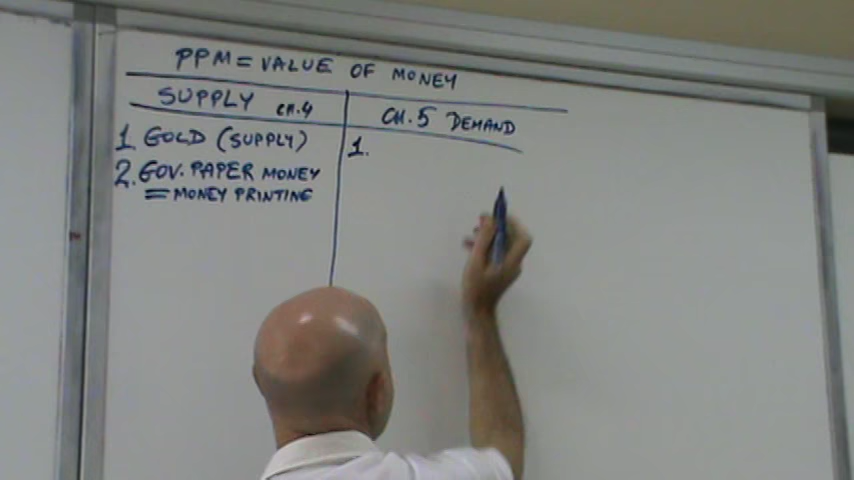 PPM = VALUE OF MONEY
SUPPLY CH.4
CH.5 DEMAND
1. GOLD (SUPPLY)
2. GOV. PAPER MONEY
= MONEY PRINTING
1.